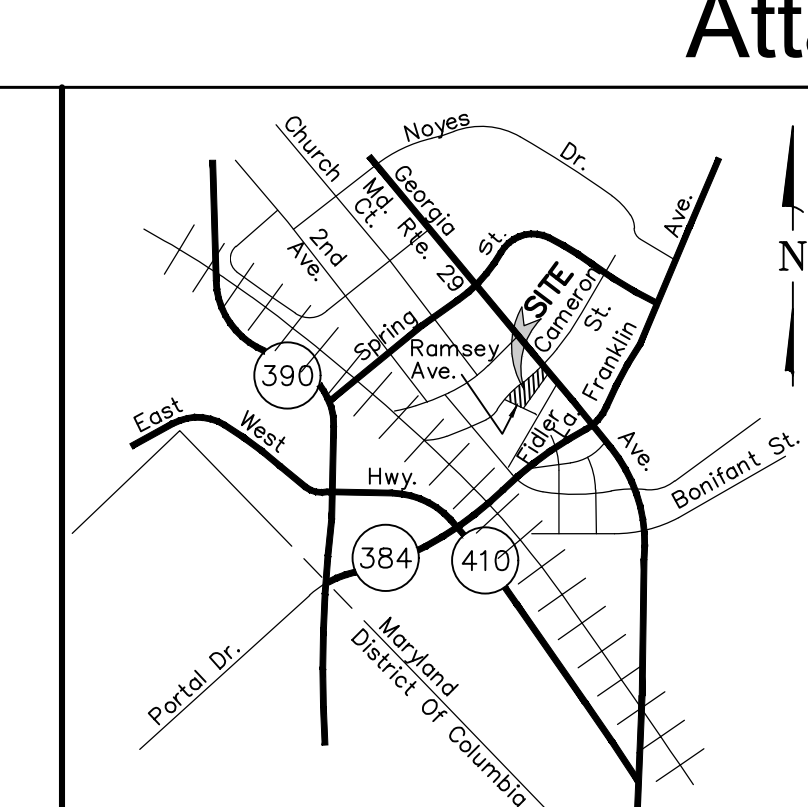 Att
Noyes
Dr.
Church
Georgia
Ave.
Md. Rte. 29
Ct.
2nd
Ave.
St.
SITE
Cameron
St.
N
Spring
Ramsey
Ave.
Franklin
390
East
West
Hwy.
Fidler
La.
Ave.
Bonifant St.
384
410
Maryland
District Of Columbia
Portal Dr.